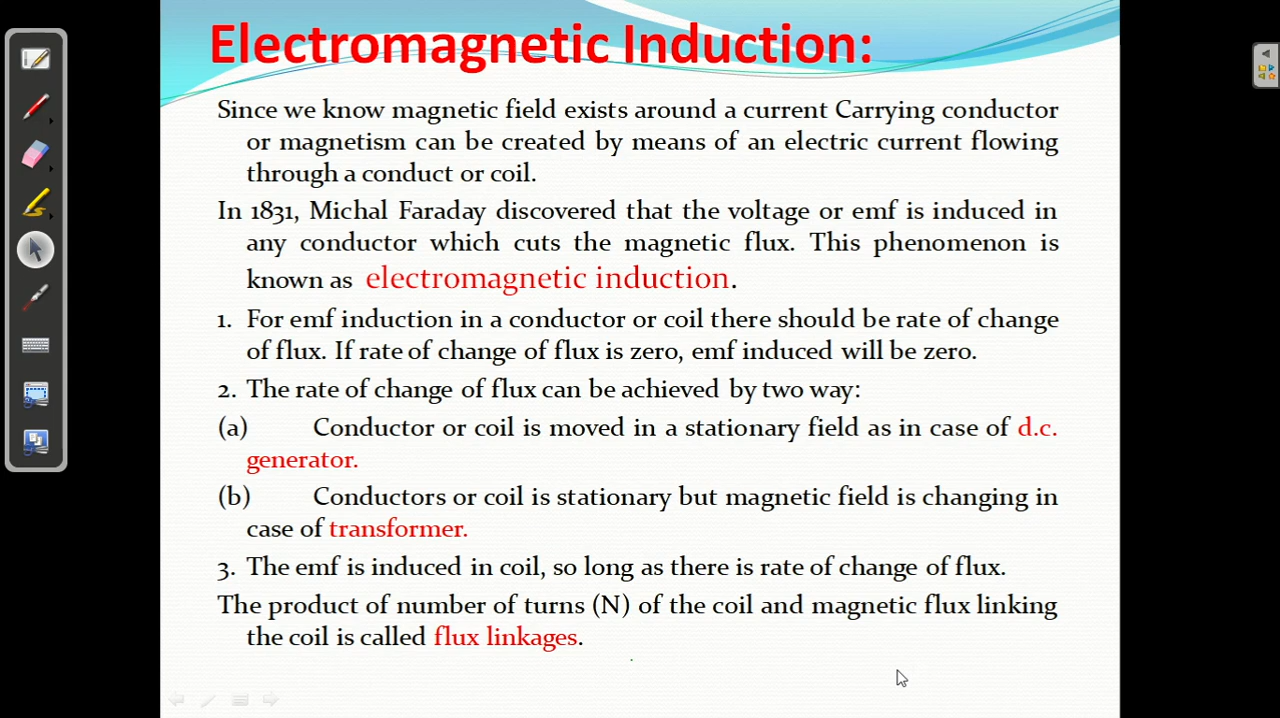 Electromagnetic Induction:
Since we know magnetic field exists around a current Carrying conductor
or magnetism can be created by means of an electric current flowing
through a conduct or coil.
In 1831, Michal Faraday discovered that the voltage or emf is induced in
any conductor which cuts the magnetic flux. This phenomenon is
known as electromagnetic induction.
1. For emf induction in a conductor or coil there should be rate of change
of flux. If rate of change of flux is zero, emf induced will be zero.
2. The rate of change of flux can be achieved by two way:
(a) Conductor or coil is moved in a stationary field as in case of d.c.
generator.
(b) Conductors or coil is stationary but magnetic field is changing in
case of transformer.
3. The emf is induced in coil, so long as there is rate of change of flux.
The product of number of turns (N) of the coil and magnetic flux linking
the coil is called flux linkages.